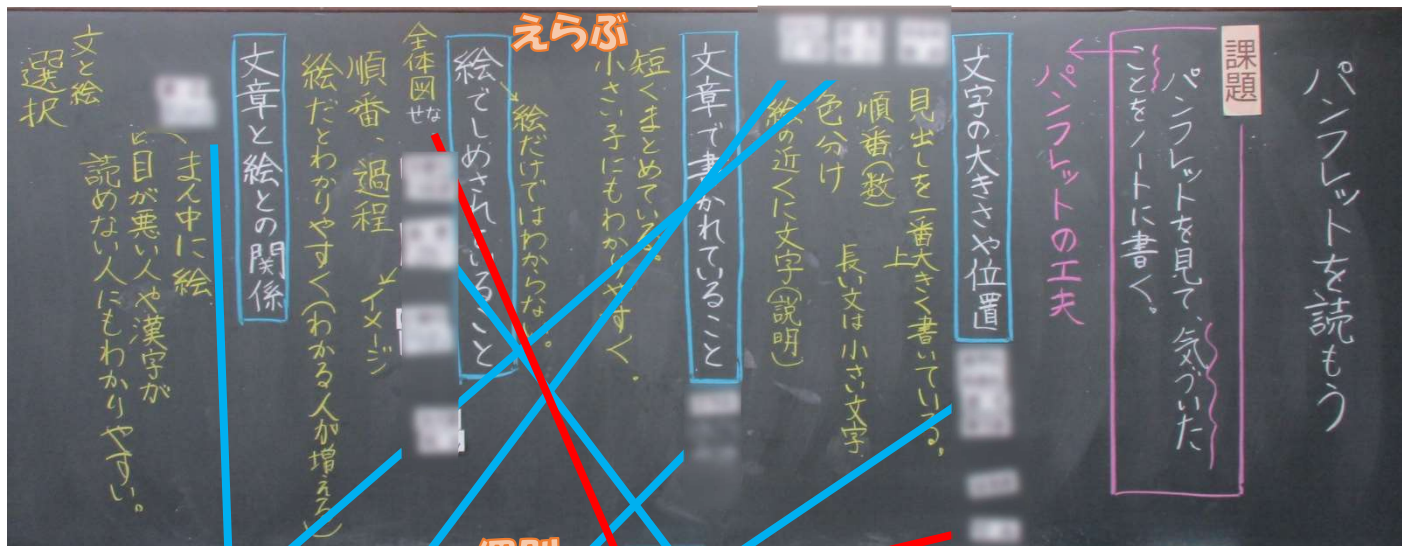 パンフレットを読もう
課題
パンフレットを見て、気づいた
ことをノートに書く。
パンフレットの工夫
文字の大きさや位置
見出しを一番大きく書いている。
上
順番(数)
長い文は小さい文字
色分け
絵の近くに文字(説明)
文章で書かれていること
短くまとめている。
小さい子にもわかりやすく。
えらぶ
絵だけではわからない。
絵でしめされていること
全体図
せな
順番、過程
イメージ
絵だとわかりやすく(わかる人が増える)
文章と絵との関係
まん中に絵
目が悪い人や漢字が
読めない人にもわかりやすい。
文と絵
選択